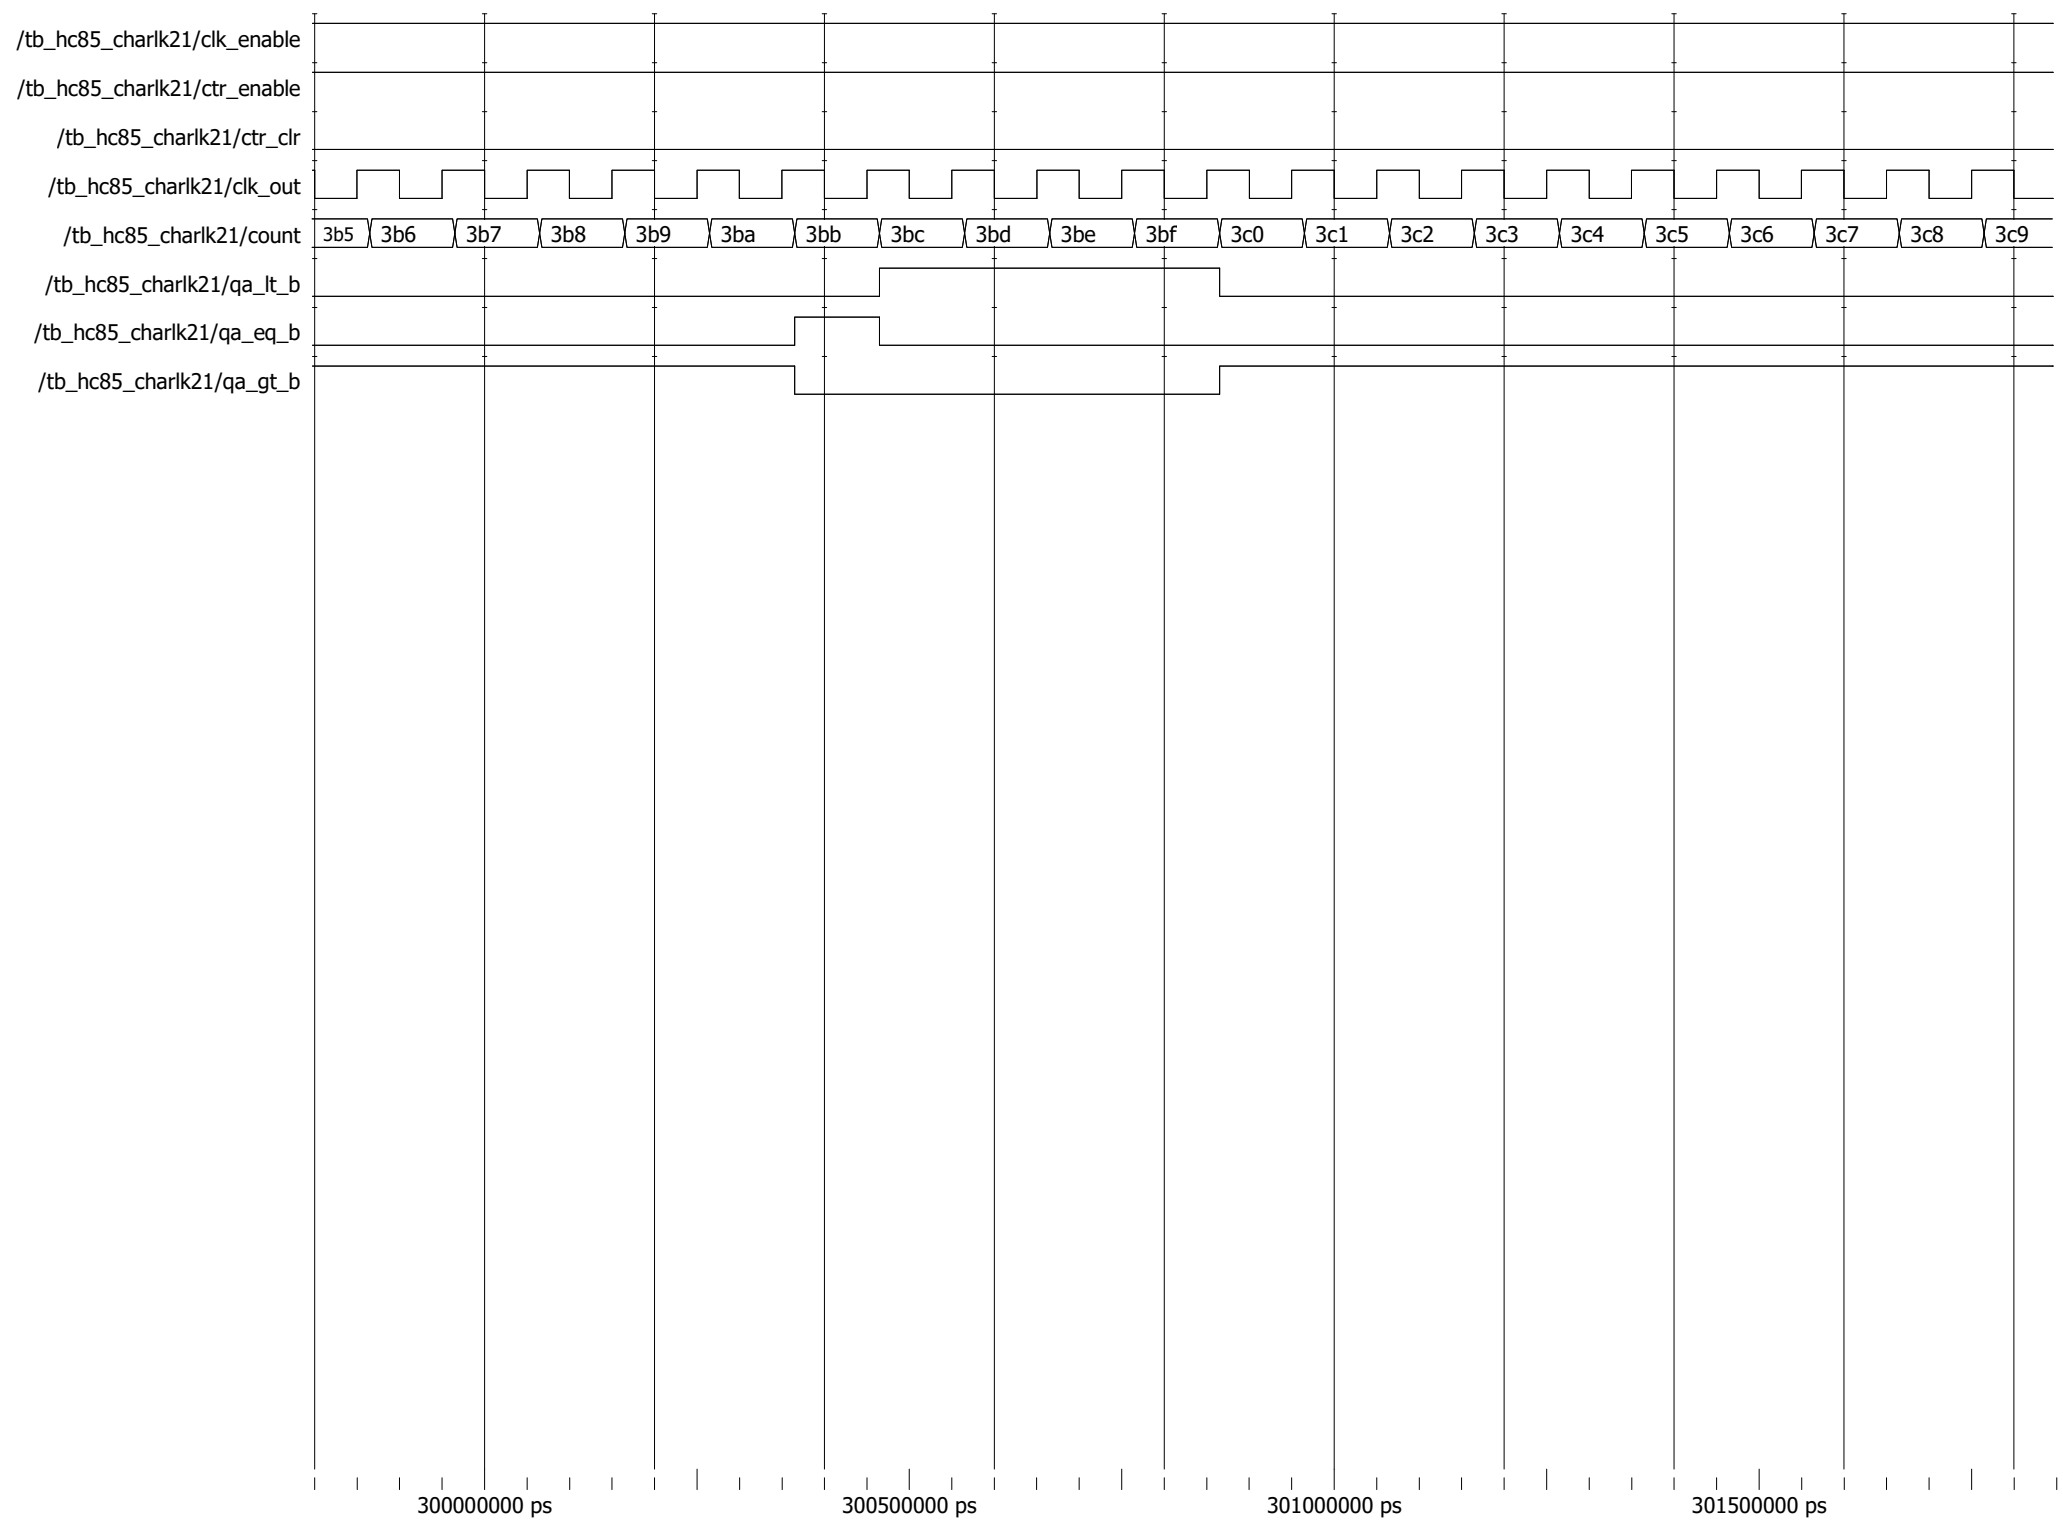 /tb_hc85_charlk21/clk_enable
/tb_hc85_charlk21/ctr_enable
/tb_hc85_charlk21/ctr_clr
/tb_hc85_charlk21/clk_out
/tb_hc85_charlk21/count 3b5 3b6 3b7 3b8 3b9 3ba 3bb 3bc 3bd 3be 3bf 3c0 3c1 3c2 3c3 3c4 3c5 3c6 3c7 3c8 3c9
/tb_hc85_charlk21/qa_lt_b
/tb_hc85_charlk21/qa_eq_b
/tb_hc85_charlk21/qa_gt_b
300000000 ps 300500000 ps 301000000 ps 301500000 ps